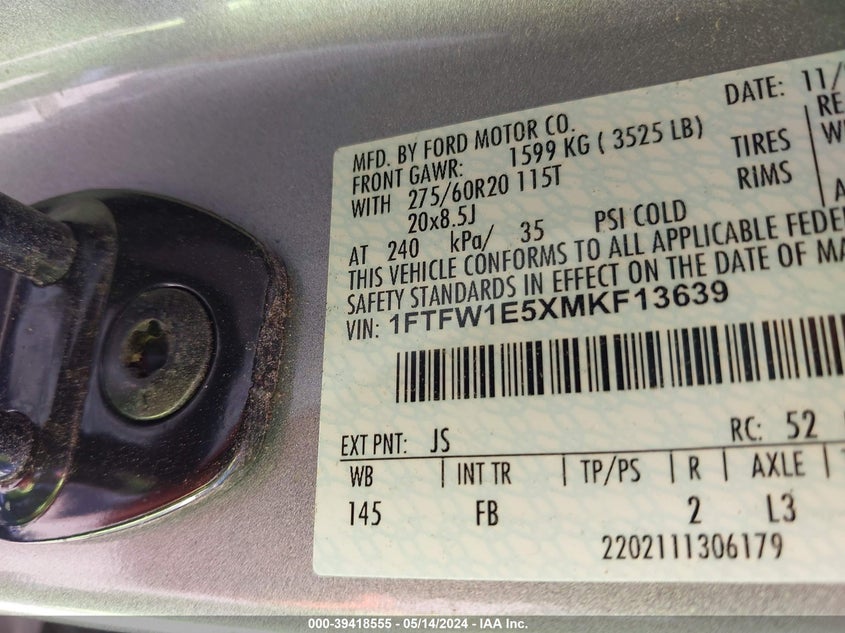 DATE: 11/
MFD. BY FORD MOTOR CO.
FRONT GAWR: 1599 KG ( 3525 LB)
WITH 275/60R20 115T TIRES
20x8.5J RIMS
AT 240 kPa/ 35 PSI COLD
THIS VEHICLE CONFORMS TO ALL APPLICABLE FEDER
SAFETY STANDARDS IN EFFECT ON THE DATE OF MA
VIN: 1FTFW1E5XMKF13639
EXT PNT: JS RC: 52
WB INT TR TP/PS R AXLE
145 FB 2 L3
2202111306179
000-39418555 - 05/14/2024 - IAA Inc.